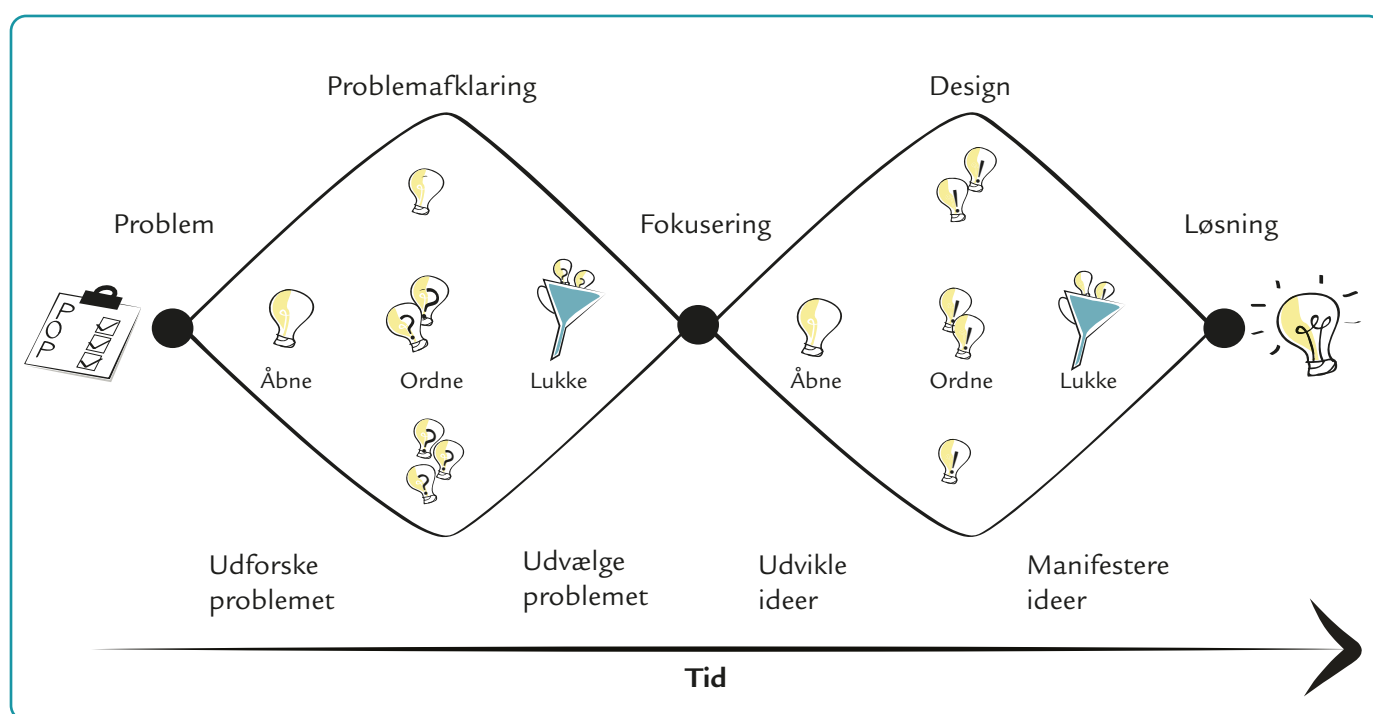 Problemafklaring
Design
Problem
Fokusering
Løsning
POP
?
?
?
?
?
?
?
!
!
!
!
!
!
!
Åbne
Ordne
Lukke
Åbne
Ordne
Lukke
Udforske
problemet
Udvælge
problemet
Udvikle
ideer
Manifestere
ideer
Tid